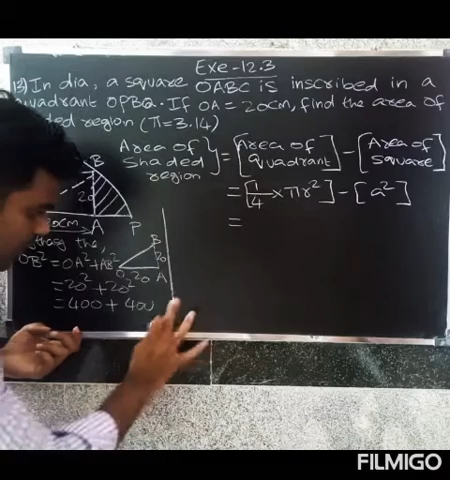 Exe-12.3
13) In dia, a square OABC is inscribed in a
quadrant OPBQ. If OA = 20cm, find the area of
ded region (π=3.14)
Area of Shaded region } = [Area of quadrant] - [Area of Square]
= [1/4 × πr²] - [a²]
=
B
20
20cm
A
P
the,
OB² = OA² + AB²
= 20² + 20²
= 400 + 400
B
20
O
20
A
FILMIGO